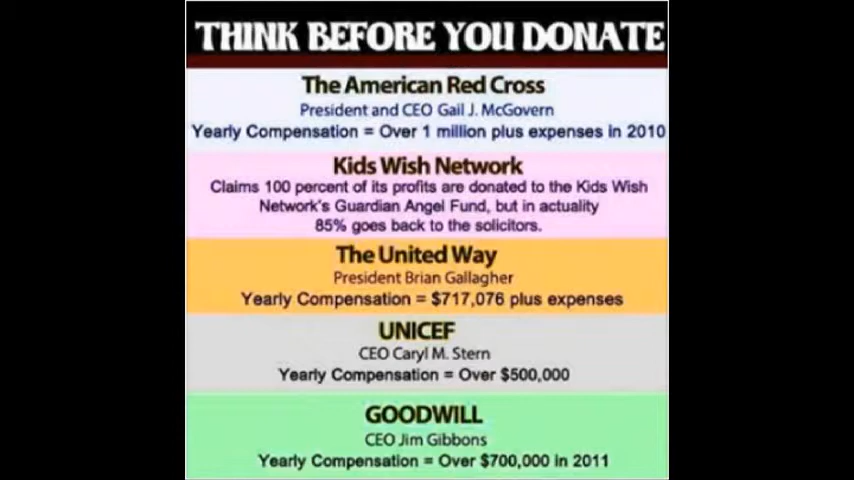 THINK BEFORE YOU DONATE
The American Red Cross
President and CEO Gail J. McGovern
Yearly Compensation = Over 1 million plus expenses in 2010
Kids Wish Network
Claims 100 percent of its profits are donated to the Kids Wish
Network's Guardian Angel Fund, but in actuality
85% goes back to the solicitors.
The United Way
President Brian Gallagher
Yearly Compensation = $717,076 plus expenses
UNICEF
CEO Caryl M. Stern
Yearly Compensation = Over $500,000
GOODWILL
CEO Jim Gibbons
Yearly Compensation = Over $700,000 in 2011